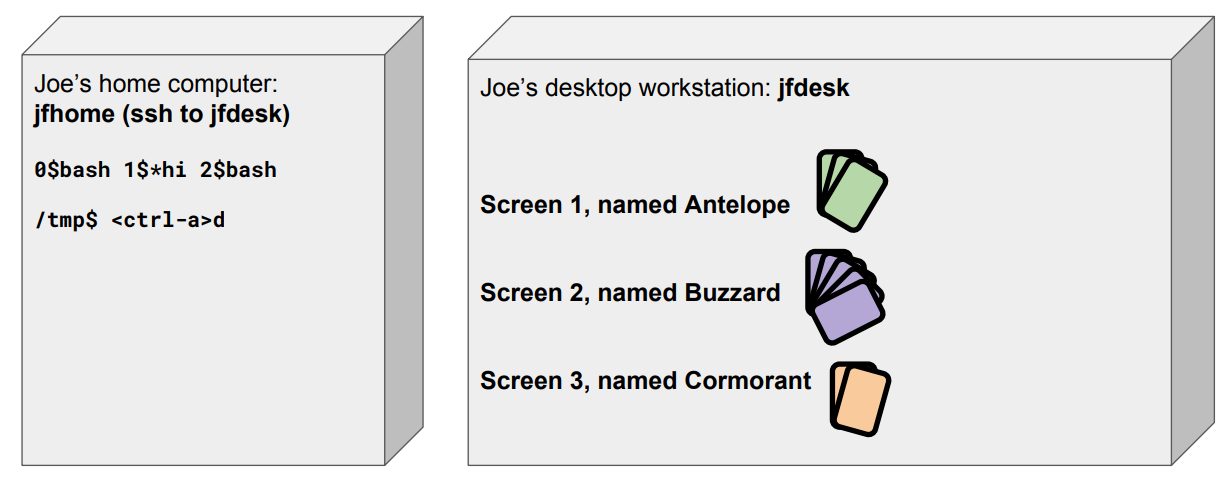 Joe’s home computer:
jfhome (ssh to jfdesk)
0$bash 1$*hi 2$bash
/tmp$ <ctrl-a>d
Joe’s desktop workstation: jfdesk
Screen 1, named Antelope
Screen 2, named Buzzard
Screen 3, named Cormorant